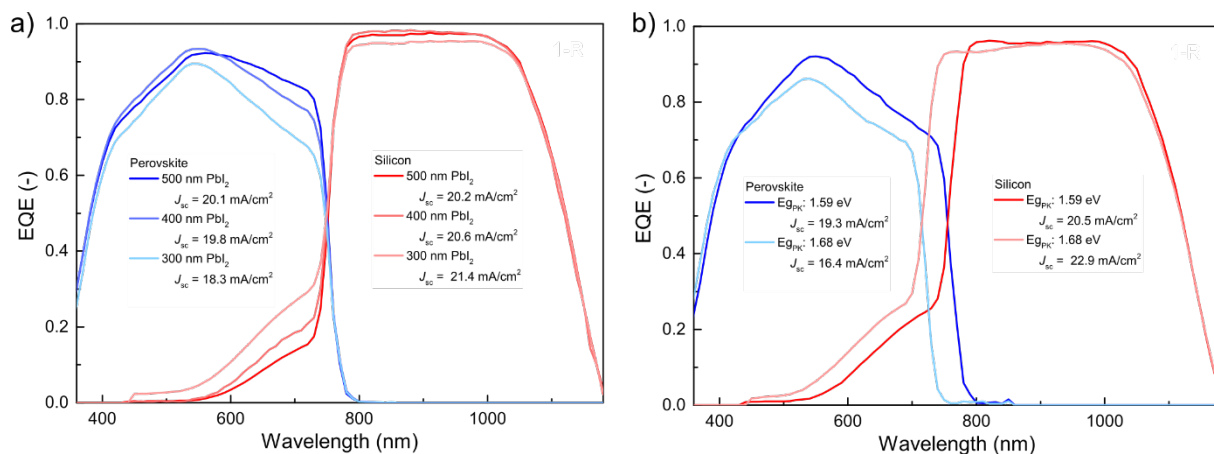 a)
1-R
1.0
0.8
0.6
0.4
0.2
0.0
EQE (-)
Perovskite
500 nm PbI₂
Jsc = 20.1 mA/cm²
400 nm PbI₂
Jsc = 19.8 mA/cm²
300 nm PbI₂
Jsc = 18.3 mA/cm²
Silicon
500 nm PbI₂
Jsc = 20.2 mA/cm²
400 nm PbI₂
Jsc = 20.6 mA/cm²
300 nm PbI₂
Jsc = 21.4 mA/cm²
400 600 800 1000
Wavelength (nm)
b)
1-R
1.0
0.8
0.6
0.4
0.2
0.0
EQE (-)
Perovskite
EgPK: 1.59 eV
Jsc = 19.3 mA/cm²
EgPK: 1.68 eV
Jsc = 16.4 mA/cm²
Silicon
EgPK: 1.59 eV
Jsc = 20.5 mA/cm²
EgPK: 1.68 eV
Jsc = 22.9 mA/cm²
400 600 800 1000
Wavelength (nm)